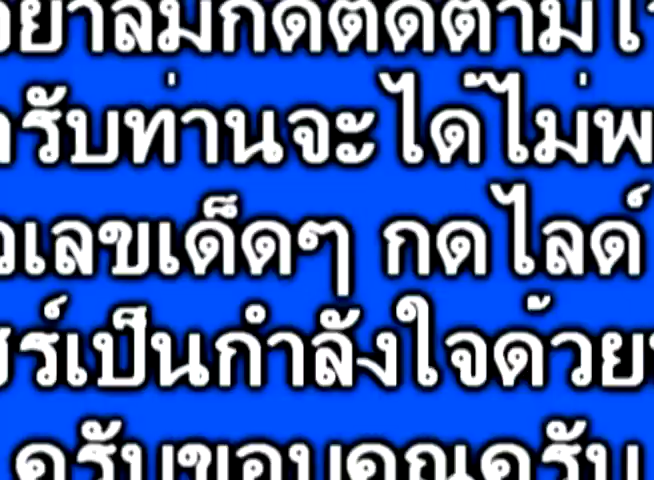 อย่าลืมกดติดตามไว้
ครับท่านจะได้ไม่พ
วเลขเด็ดๆ กดไลค์
ชร์เป็นกำลังใจด้วย
ครับขอบคุณครับ